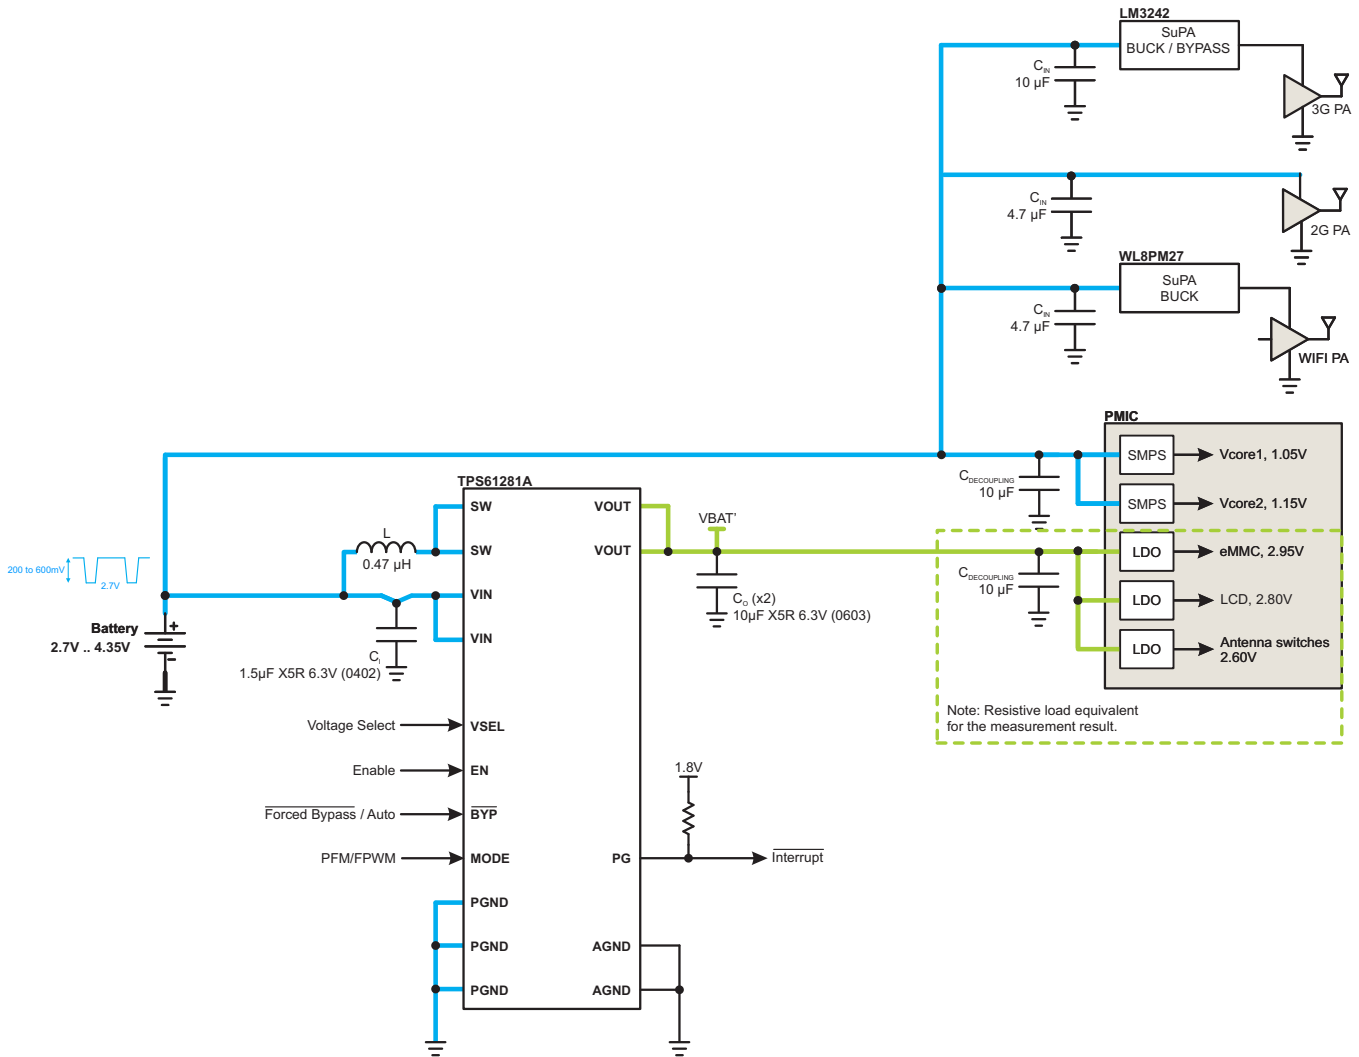 LM3242
SuPA
BUCK / BYPASS
CIN
10 µF
3G PA
CIN
4.7 µF
2G PA
WL8PM27
SuPA
BUCK
CIN
4.7 µF
WIFI PA
PMIC
SMPS
Vcore1, 1.05V
CDECOUPLING
10 µF
SMPS
Vcore2, 1.15V
TPS61281A
SW
VOUT
VBAT'
L
SW
VOUT
LDO
eMMC, 2.95V
0.47 µH
200 to 600mV
2.7V
CDECOUPLING
10 µF
VIN
CO (x2)
10µF X5R 6.3V (0603)
LDO
LCD, 2.80V
Battery
2.7V .. 4.35V
VIN
CI
1.5µF X5R 6.3V (0402)
LDO
Antenna switches
2.60V
Note: Resistive load equivalent
for the measurement result.
Voltage Select
VSEL
Enable
EN
1.8V
Forced Bypass / Auto
BYP
PFM/FPWM
MODE
PG
Interrupt
PGND
PGND
AGND
PGND
AGND